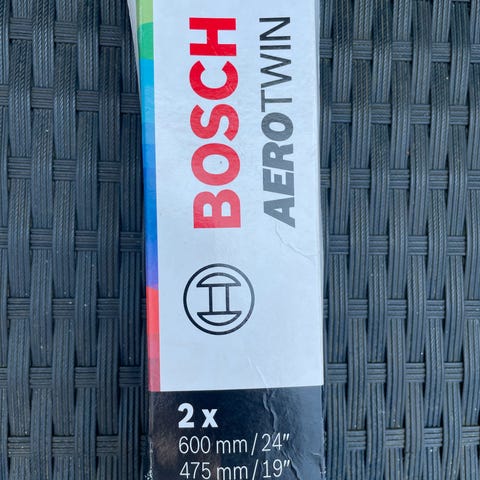 BOSCH
AEROTWIN
2 x
600 mm / 24"
475 mm / 19"